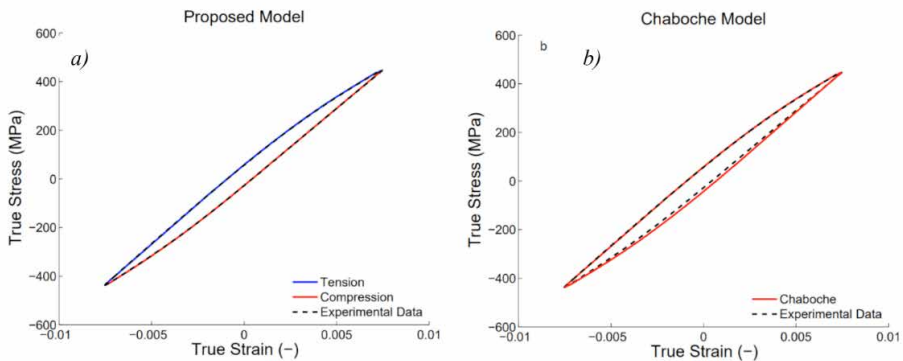 Proposed Model
a)
True Stress (MPa)
600
400
200
0
−200
−400
−600
−0.01
−0.005
0
0.005
0.01
True Strain (−)
Tension
Compression
Experimental Data
Chaboche Model
b
b)
True Stress (MPa)
600
400
200
0
−200
−400
−600
−0.01
−0.005
0
0.005
0.01
True Strain (−)
Chaboche
Experimental Data